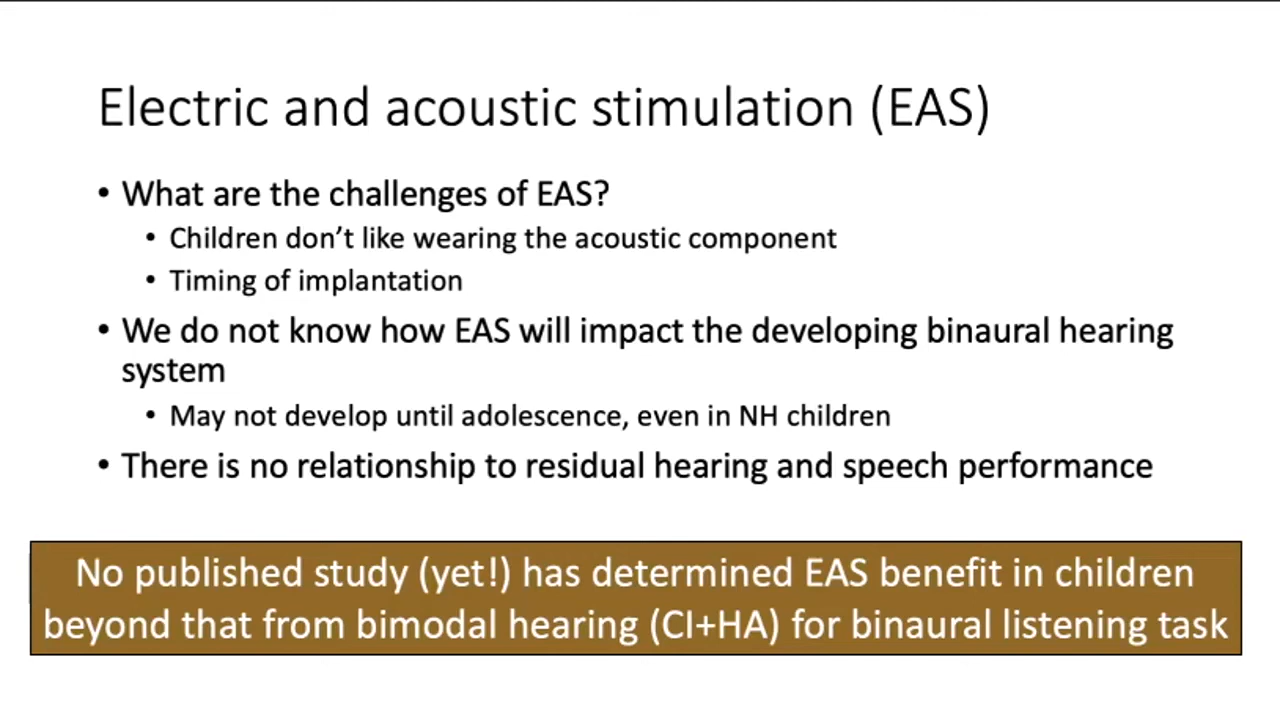 Electric and acoustic stimulation (EAS)
• What are the challenges of EAS?
• Children don’t like wearing the acoustic component
• Timing of implantation
• We do not know how EAS will impact the developing binaural hearing
system
• May not develop until adolescence, even in NH children
• There is no relationship to residual hearing and speech performance
No published study (yet!) has determined EAS benefit in children
beyond that from bimodal hearing (CI+HA) for binaural listening task